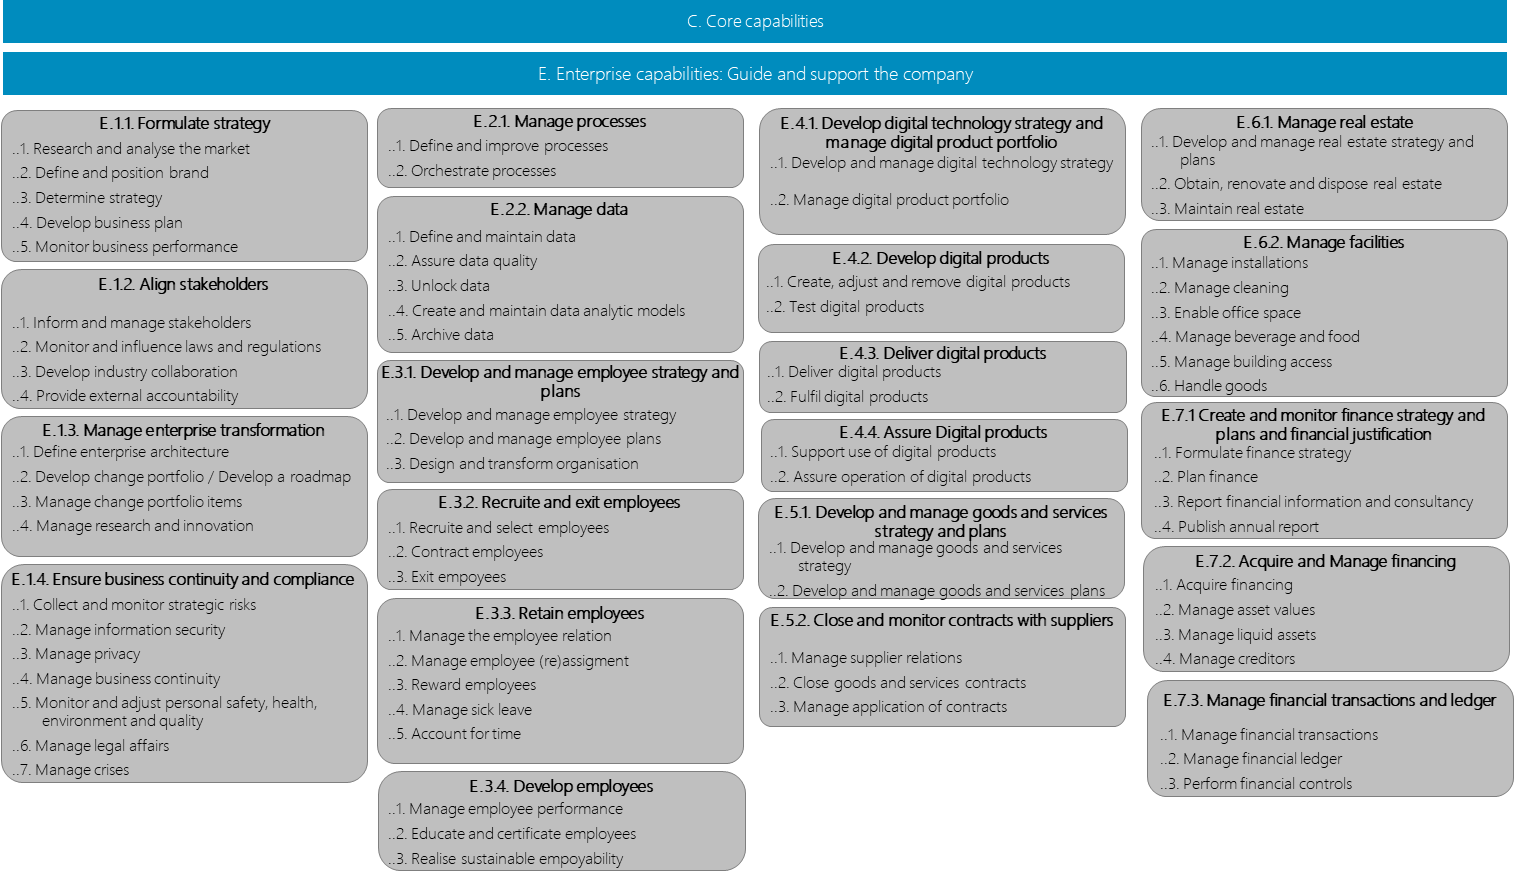 C. Core capabilities
E. Enterprise capabilities: Guide and support the company
E.1.1. Formulate strategy
..1. Research and analyse the market
..2. Define and position brand
..3. Determine strategy
..4. Develop business plan
..5. Monitor business performance
E.1.2. Align stakeholders
..1. Inform and manage stakeholders
..2. Monitor and influence laws and regulations
..3. Develop industry collaboration
..4. Provide external accountability
E.1.3. Manage enterprise transformation
..1. Define enterprise architecture
..2. Develop change portfolio / Develop a roadmap
..3. Manage change portfolio items
..4. Manage research and innovation
E.1.4. Ensure business continuity and compliance
..1. Collect and monitor strategic risks
..2. Manage information security
..3. Manage privacy
..4. Manage business continuity
..5. Monitor and adjust personal safety, health,
environment and quality
..6. Manage legal affairs
..7. Manage crises
E.2.1. Manage processes
..1. Define and improve processes
..2. Orchestrate processes
E.2.2. Manage data
..1. Define and maintain data
..2. Assure data quality
..3. Unlock data
..4. Create and maintain data analytic models
..5. Archive data
E.3.1. Develop and manage employee strategy and
plans
..1. Develop and manage employee strategy
..2. Develop and manage employee plans
..3. Design and transform organisation
E.3.2. Recruite and exit employees
..1. Recruite and select employees
..2. Contract employees
..3. Exit empoyees
E.3.3. Retain employees
..1. Manage the employee relation
..2. Manage employee (re)assigment
..3. Reward employees
..4. Manage sick leave
..5. Account for time
E.3.4. Develop employees
..1. Manage employee performance
..2. Educate and certificate employees
..3. Realise sustainable empoyability
E.4.1. Develop digital technology strategy and
manage digital product portfolio
..1. Develop and manage digital technology strategy
..2. Manage digital product portfolio
E.4.2. Develop digital products
..1. Create, adjust and remove digital products
..2. Test digital products
E.4.3. Deliver digital products
..1. Deliver digital products
..2. Fulfil digital products
E.4.4. Assure Digital products
..1. Support use of digital products
..2. Assure operation of digital products
E.5.1. Develop and manage goods and services
strategy and plans
..1. Develop and manage goods and services
strategy
..2. Develop and manage goods and services plans
E.5.2. Close and monitor contracts with suppliers
..1. Manage supplier relations
..2. Close goods and services contracts
..3. Manage application of contracts
E.6.1. Manage real estate
..1. Develop and manage real estate strategy and
plans
..2. Obtain, renovate and dispose real estate
..3. Maintain real estate
E.6.2. Manage facilities
..1. Manage installations
..2. Manage cleaning
..3. Enable office space
..4. Manage beverage and food
..5. Manage building access
..6. Handle goods
E.7.1 Create and monitor finance strategy and
plans and financial justification
..1. Formulate finance strategy
..2. Plan finance
..3. Report financial information and consultancy
..4. Publish annual report
E.7.2. Acquire and Manage financing
..1. Acquire financing
..2. Manage asset values
..3. Manage liquid assets
..4. Manage creditors
E.7.3. Manage financial transactions and ledger
..1. Manage financial transactions
..2. Manage financial ledger
..3. Perform financial controls